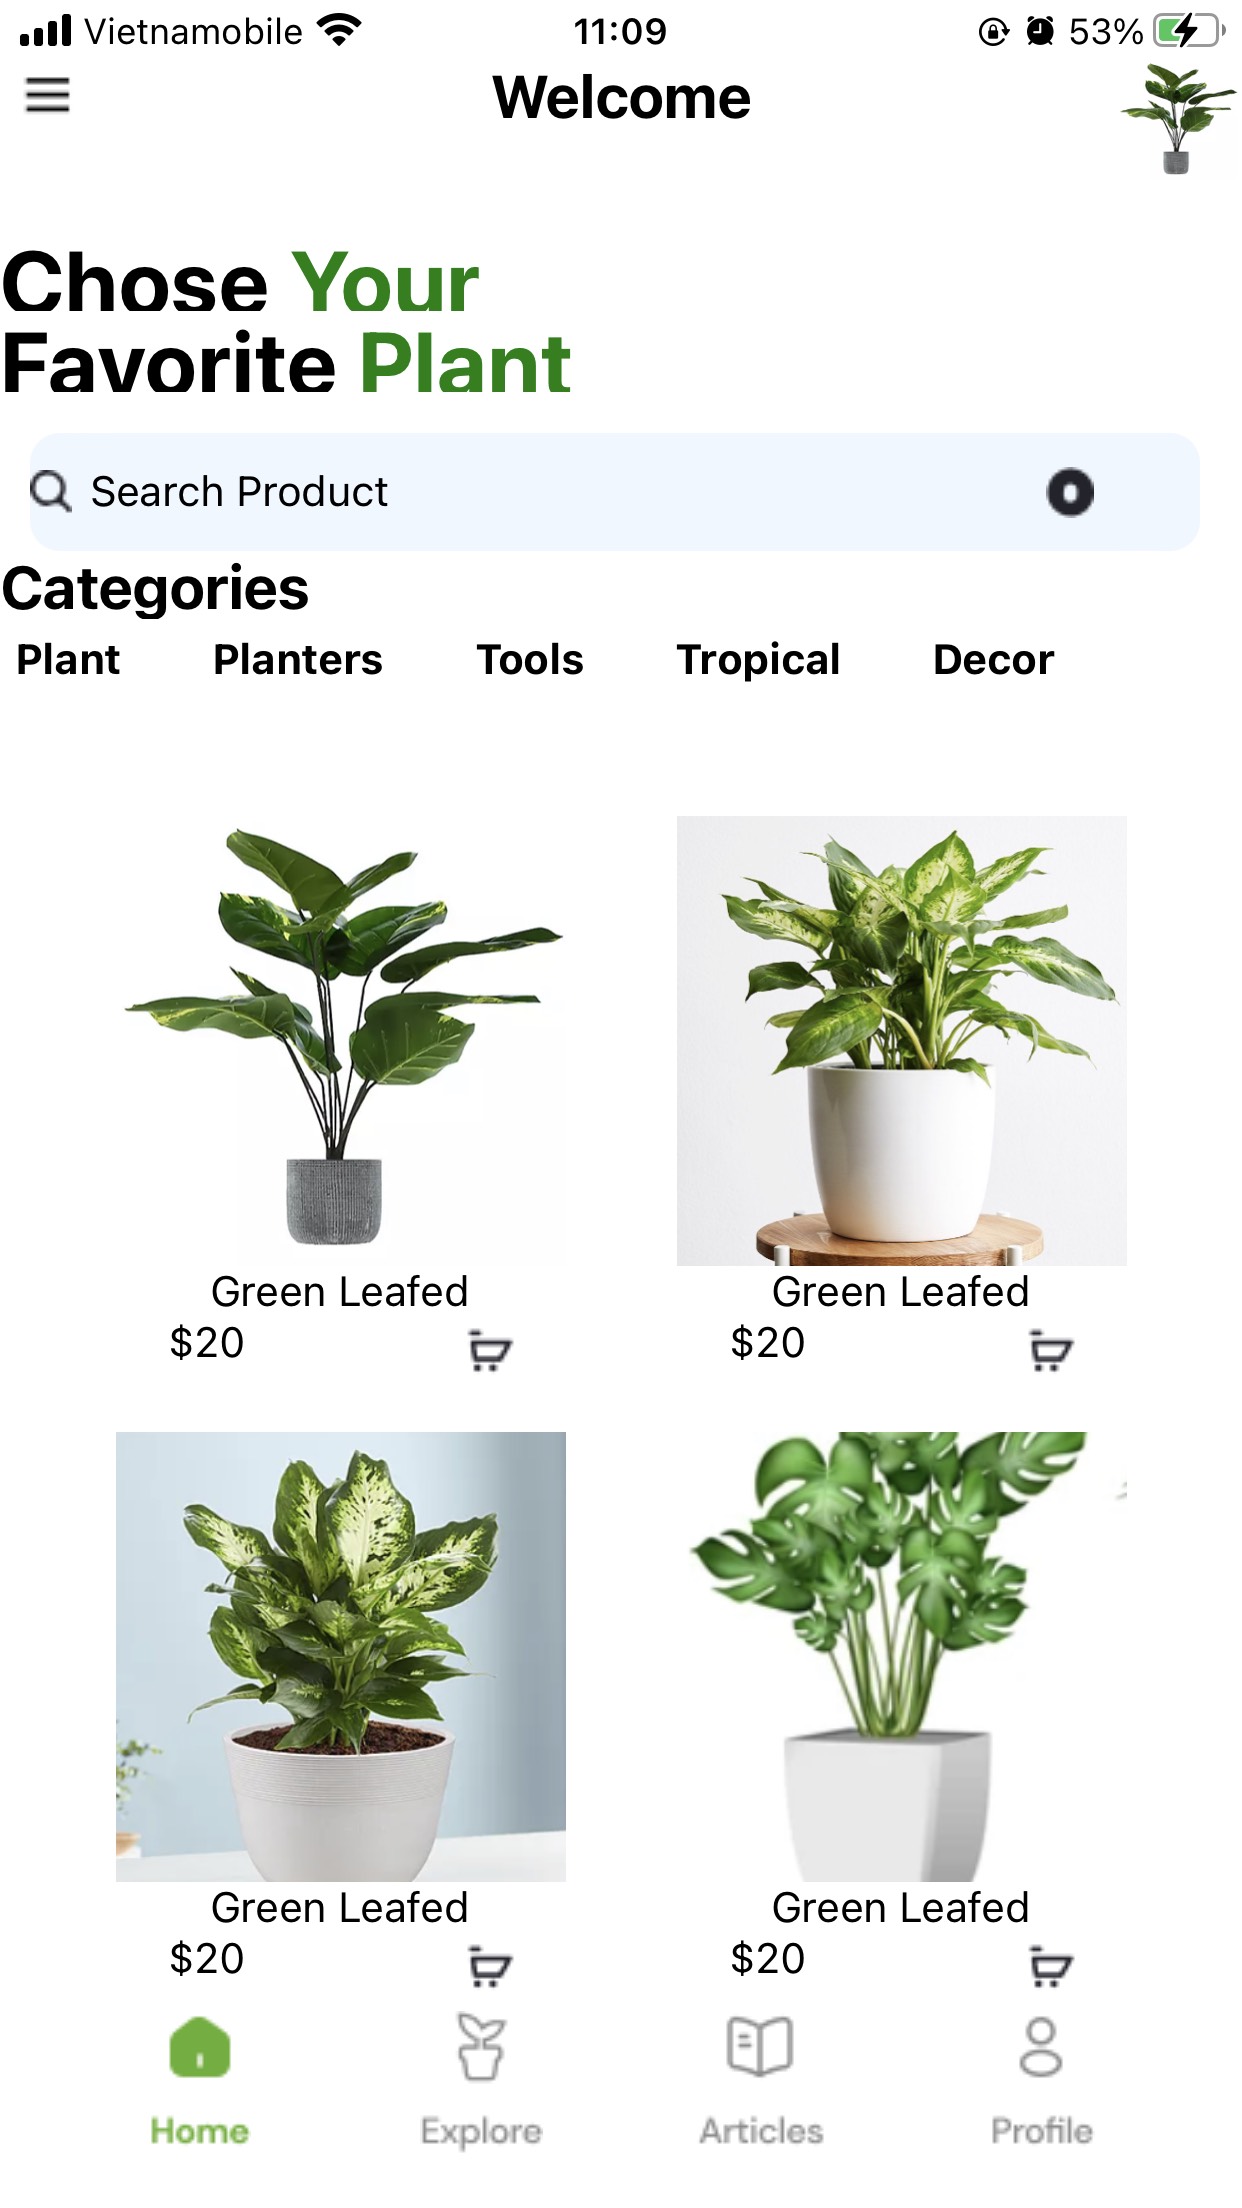 Vietnamobile 11:09 53%
Welcome
Chose Your
Favorite Plant
Search Product
Categories
Plant Planters Tools Tropical Decor
Green Leafed Green Leafed
$20 $20
Green Leafed Green Leafed
$20 $20
Home Explore Articles Profile